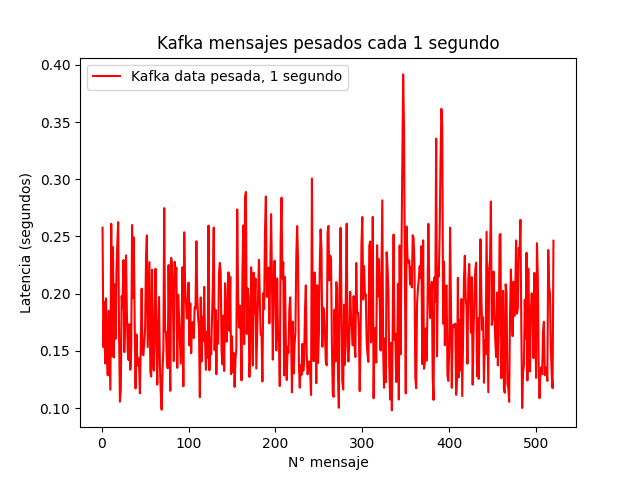 Kafka mensajes pesados cada 1 segundo
Kafka data pesada, 1 segundo
Latencia (segundos)
0.40
0.35
0.30
0.25
0.20
0.15
0.10
0 100 200 300 400 500
N° mensaje